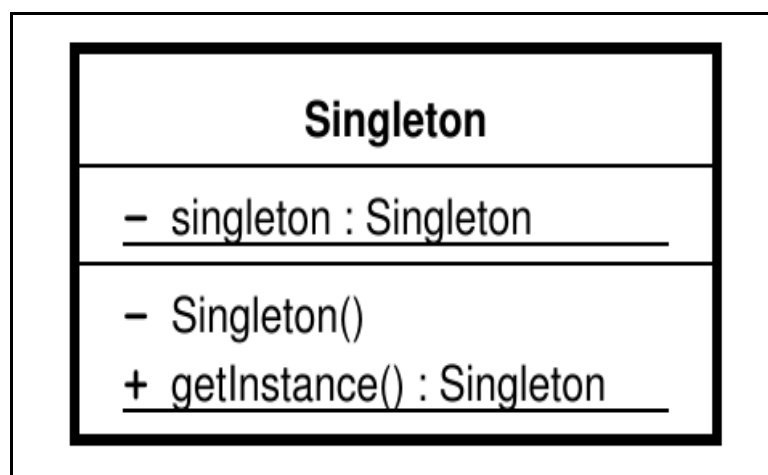 Singleton
- singleton : Singleton
- Singleton()
+ getInstance() : Singleton